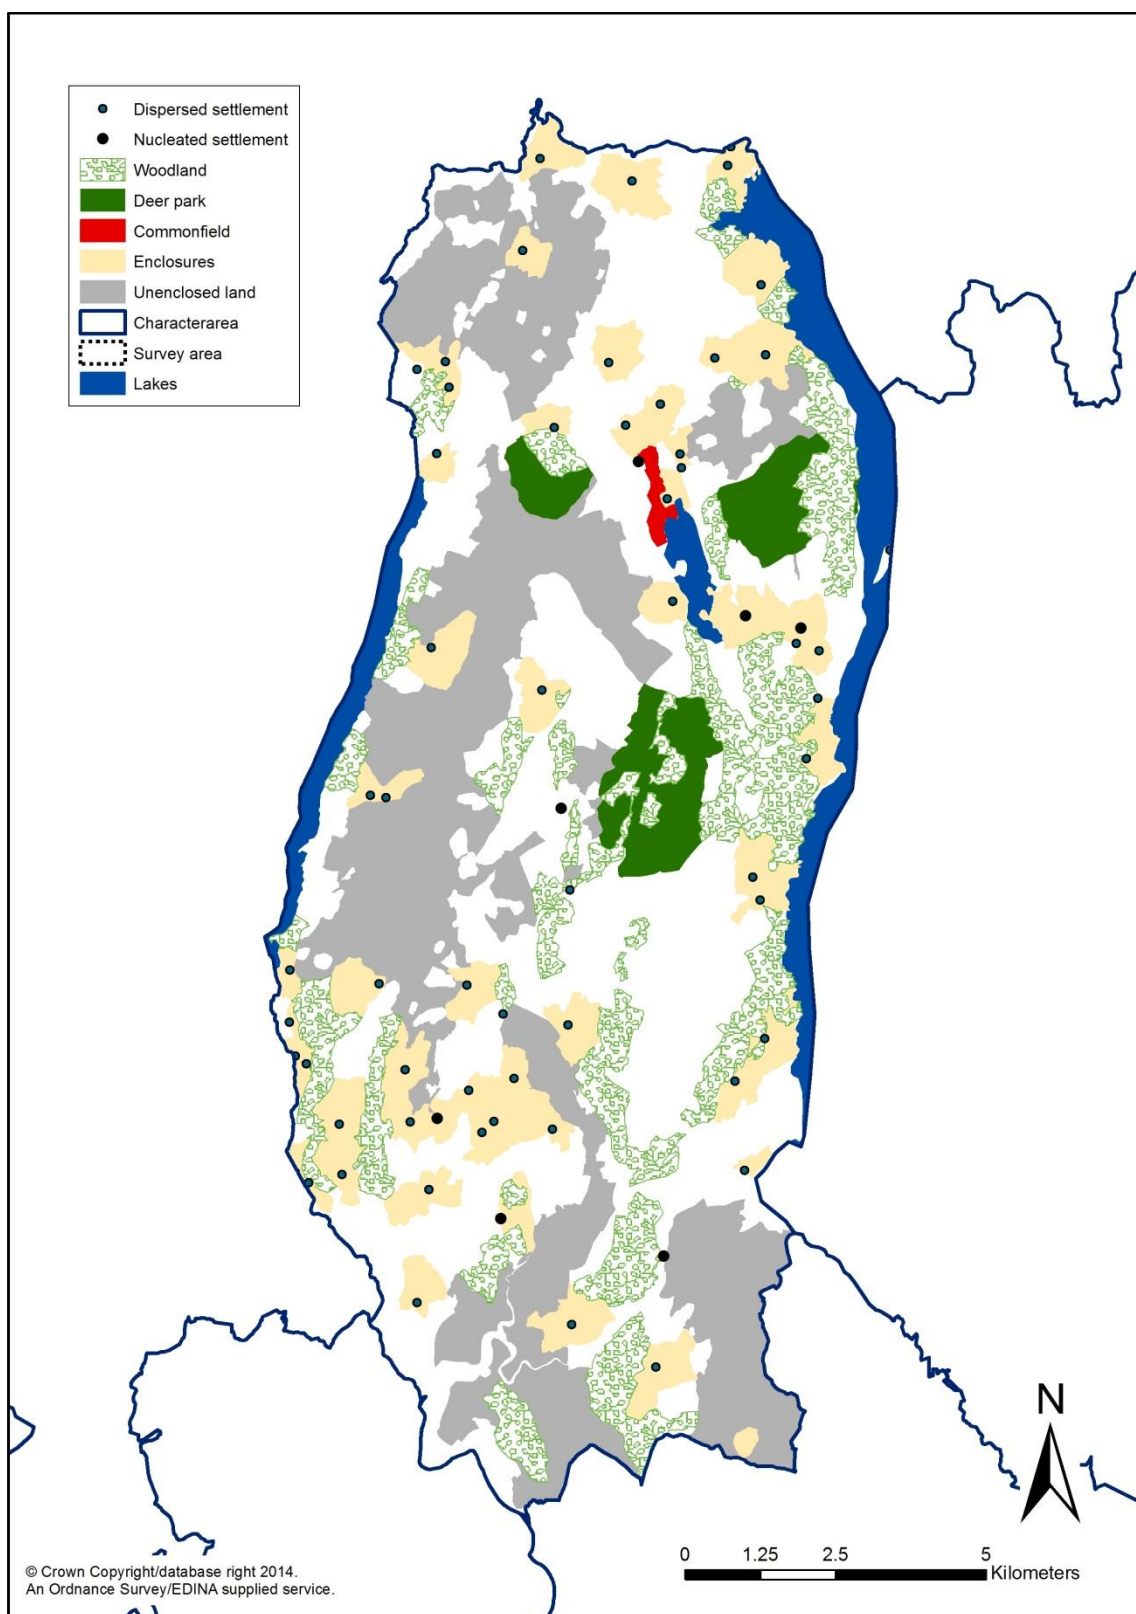 Dispersed settlement
Nucleated settlement
Woodland
Deer park
Commonfield
Enclosures
Unenclosed land
Characterarea
Survey area
Lakes
N
0 1.25 2.5 5
Kilometers
© Crown Copyright/database right 2014.
An Ordnance Survey/EDINA supplied service.